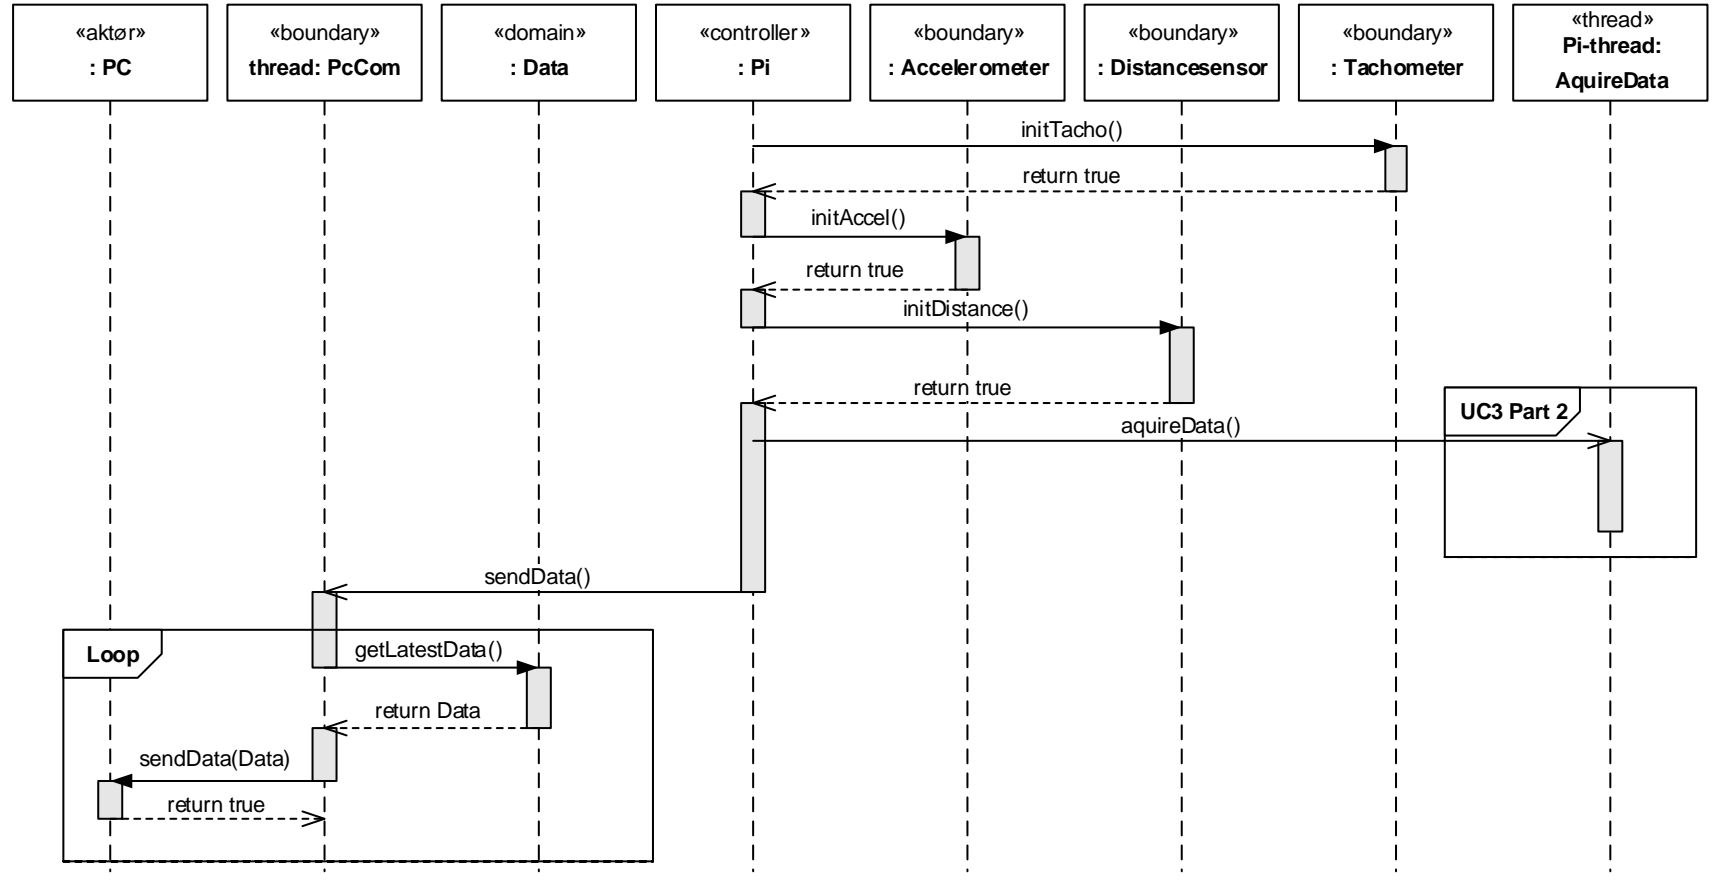 «aktør»
: PC
«boundary»
thread: PcCom
«domain»
: Data
«controller»
: Pi
«boundary»
: Accelerometer
«boundary»
: Distancesensor
«boundary»
: Tachometer
«thread»
Pi-thread:
AquireData
initTacho()
return true
initAccel()
return true
initDistance()
return true
UC3 Part 2
aquireData()
sendData()
Loop
getLatestData()
return Data
sendData(Data)
return true